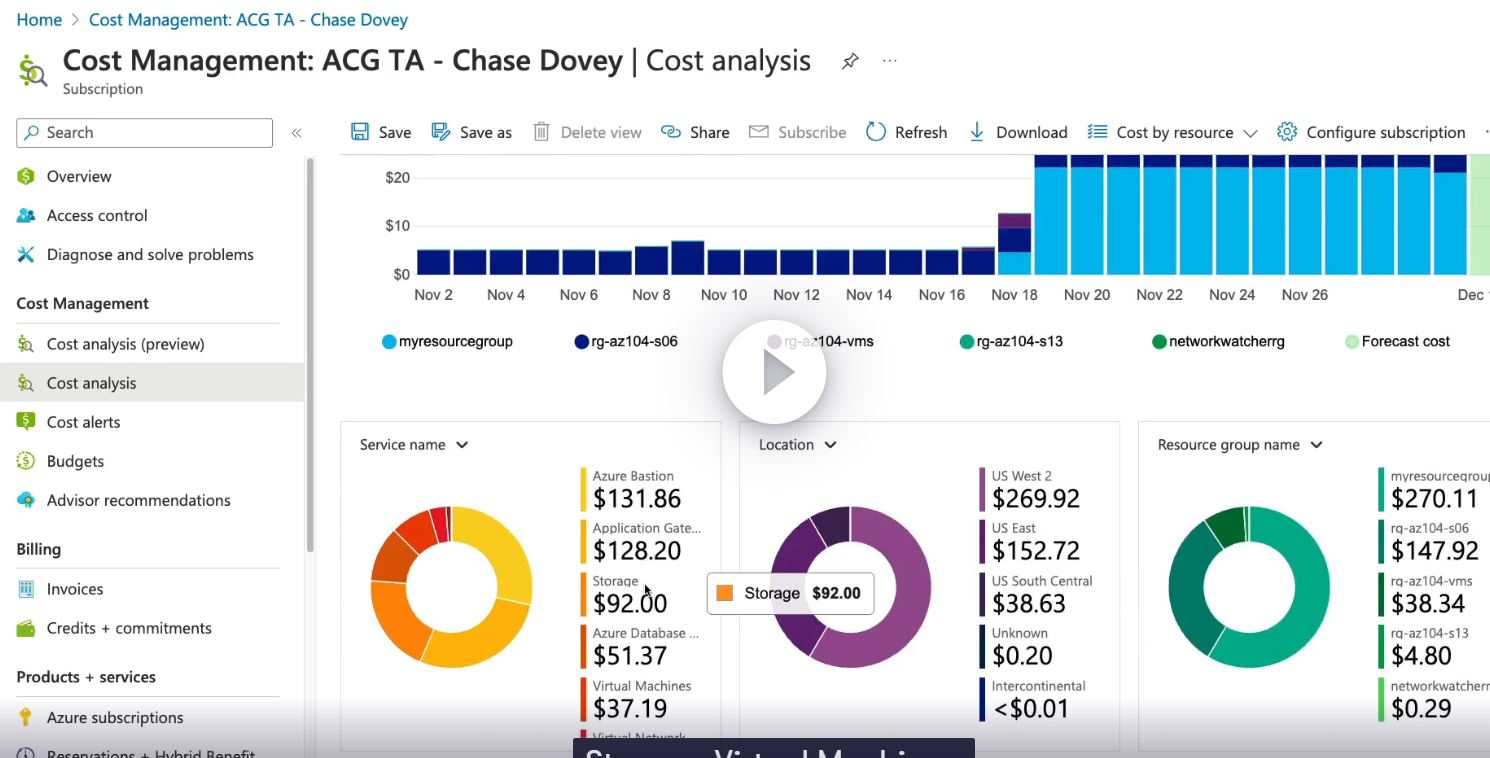 Home > Cost Management: ACG TA - Chase Dovey
Cost Management: ACG TA - Chase Dovey | Cost analysis ...
Subscription
Search «
Save Save as Delete view Share Subscribe Refresh Download Cost by resource Configure subscription
Overview
Access control
Diagnose and solve problems
Cost Management
Cost analysis (preview)
Cost analysis
Cost alerts
Budgets
Advisor recommendations
Billing
Invoices
Credits + commitments
Products + services
Azure subscriptions
Reservations + Hybrid Benefit
$20
$10
$0
Nov 2 Nov 4 Nov 6 Nov 8 Nov 10 Nov 12 Nov 14 Nov 16 Nov 18 Nov 20 Nov 22 Nov 24 Nov 26 Dec
myresourcegroup rg-az104-s06 rg-az104-vms rg-az104-s13 networkwatcherrg Forecast cost
Service name
Azure Bastion
$131.86
Application Gate...
$128.20
Storage
$92.00
Azure Database ...
$51.37
Virtual Machines
$37.19
Virtual Network
Storage $92.00
Location
US West 2
$269.92
US East
$152.72
US South Central
$38.63
Unknown
$0.20
Intercontinental
<$0.01
Resource group name
myresourcegroup
$270.11
rg-az104-s06
$147.92
rg-az104-vms
$38.34
rg-az104-s13
$4.80
networkwatcherr
$0.29